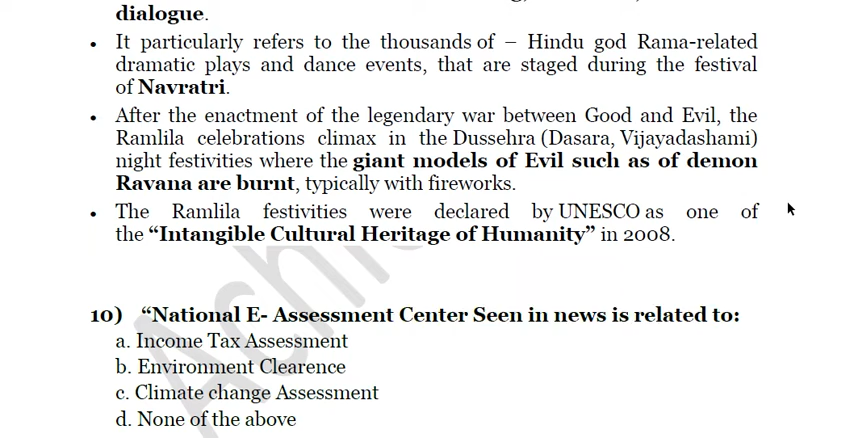 dialogue.
• It particularly refers to the thousands of – Hindu god Rama-related
dramatic plays and dance events, that are staged during the festival
of Navratri.
• After the enactment of the legendary war between Good and Evil, the
Ramlila celebrations climax in the Dussehra (Dasara, Vijayadashami)
night festivities where the giant models of Evil such as of demon
Ravana are burnt, typically with fireworks.
• The Ramlila festivities were declared by UNESCO as one of
the “Intangible Cultural Heritage of Humanity” in 2008.
10) “National E- Assessment Center Seen in news is related to:
a. Income Tax Assessment
b. Environment Clearence
c. Climate change Assessment
d. None of the above